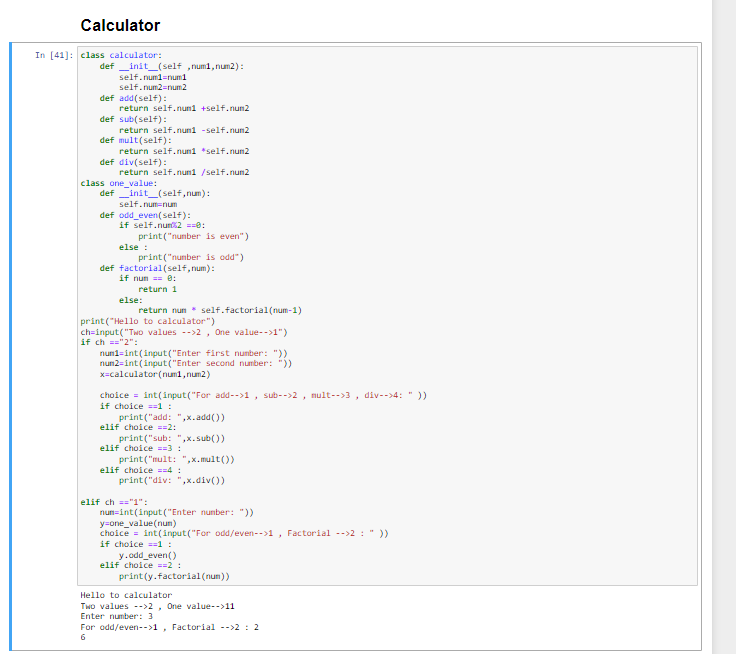 Calculator
In [41]: class calculator:
    def __init__(self ,num1,num2):
        self.num1=num1
        self.num2=num2
    def add(self):
        return self.num1 +self.num2
    def sub(self):
        return self.num1 -self.num2
    def mult(self):
        return self.num1 *self.num2
    def div(self):
        return self.num1 /self.num2
class one_value:
    def __init__(self,num):
        self.num=num
    def odd_even(self):
        if self.num%2 ==0:
            print("number is even")
        else :
            print("number is odd")
    def factorial(self,num):
        if num == 0:
            return 1
        else:
            return num * self.factorial(num-1)
print("Hello to calculator")
ch=input("Two values -->2 , One value-->1")
if ch =="2":
    num1=int(input("Enter first number: "))
    num2=int(input("Enter second number: "))
    x=calculator(num1,num2)
    choice = int(input("For add-->1 , sub-->2 , mult-->3 , div-->4: " ))
    if choice ==1 :
        print("add: ",x.add())
    elif choice ==2:
        print("sub: ",x.sub())
    elif choice ==3 :
        print("mult: ",x.mult())
    elif choice ==4 :
        print("div: ",x.div())
elif ch =="1":
    num=int(input("Enter number: "))
    y=one_value(num)
    choice = int(input("For odd/even-->1 , Factorial -->2 : " ))
    if choice ==1 :
        y.odd_even()
    elif choice ==2 :
        print(y.factorial(num))
Hello to calculator
Two values -->2 , One value-->11
Enter number: 3
For odd/even-->1 , Factorial -->2 : 2
6